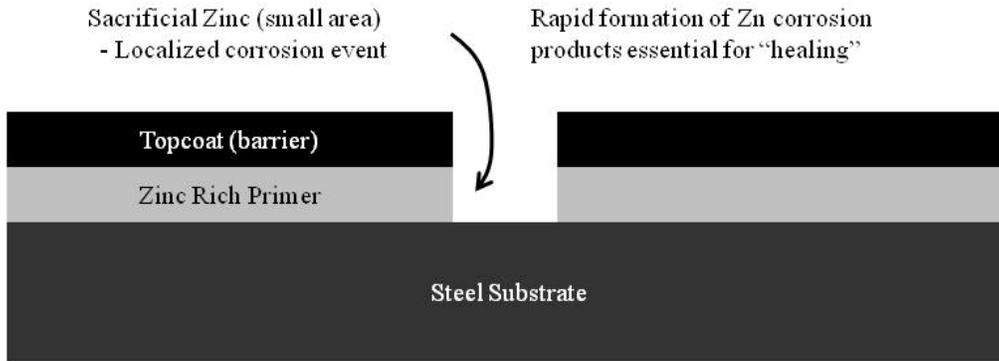 Sacrificial Zinc (small area)
- Localized corrosion event
Rapid formation of Zn corrosion
products essential for “healing”
Topcoat (barrier)
Zinc Rich Primer
Steel Substrate